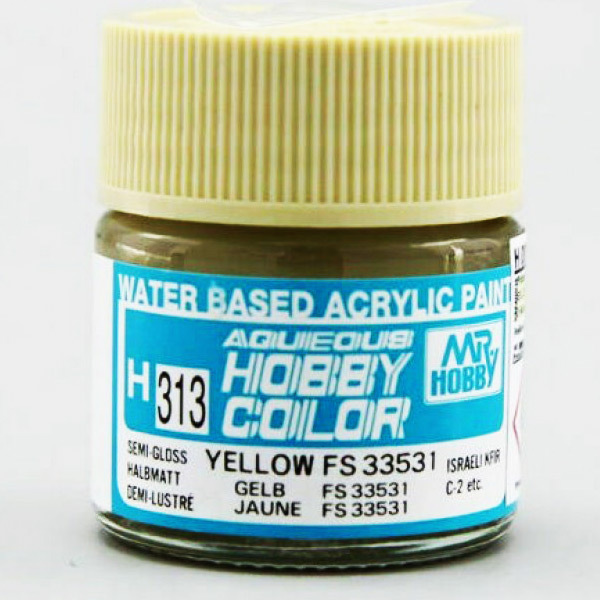 WATER BASED ACRYLIC PAINT
AQUEOUS
HOBBY
COLOR
MR HOBBY
H 313
SEMI-GLOSS
HALBMATT
DEMI-LUSTRÉ
YELLOW FS 33531
GELB FS 33531
JAUNE FS 33531
ISRAELI KFIR
C-2 etc.